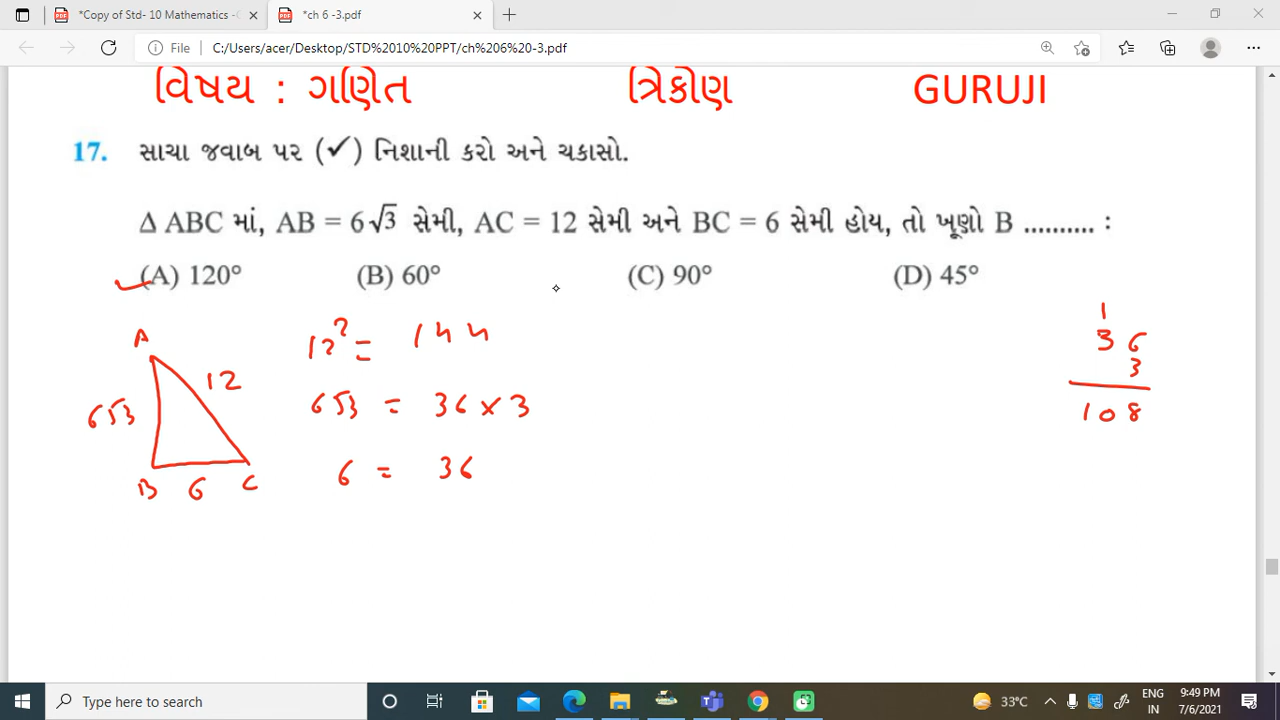 *Copy of Std- 10 Mathematics - *ch 6 -3.pdf
File C:/Users/acer/Desktop/STD%2010%20PPT/ch%206%20-3.pdf
વિષય : ગણિત ત્રિકોણ GURUJI
17. સાચા જવાબ પર (✓) નિશાની કરો અને ચકાસો.
Δ ABC માં, AB = 6√3 સેમી, AC = 12 સેમી અને BC = 6 સેમી હોય, તો ખૂણો B .......... :
(A) 120° (B) 60° (C) 90° (D) 45°
A
12
6√3
B 6 C
12² = 144
6√3 = 36 × 3
6 = 36
1
36
3
108
Type here to search
33°C
ENG
IN
9:49 PM
7/6/2021